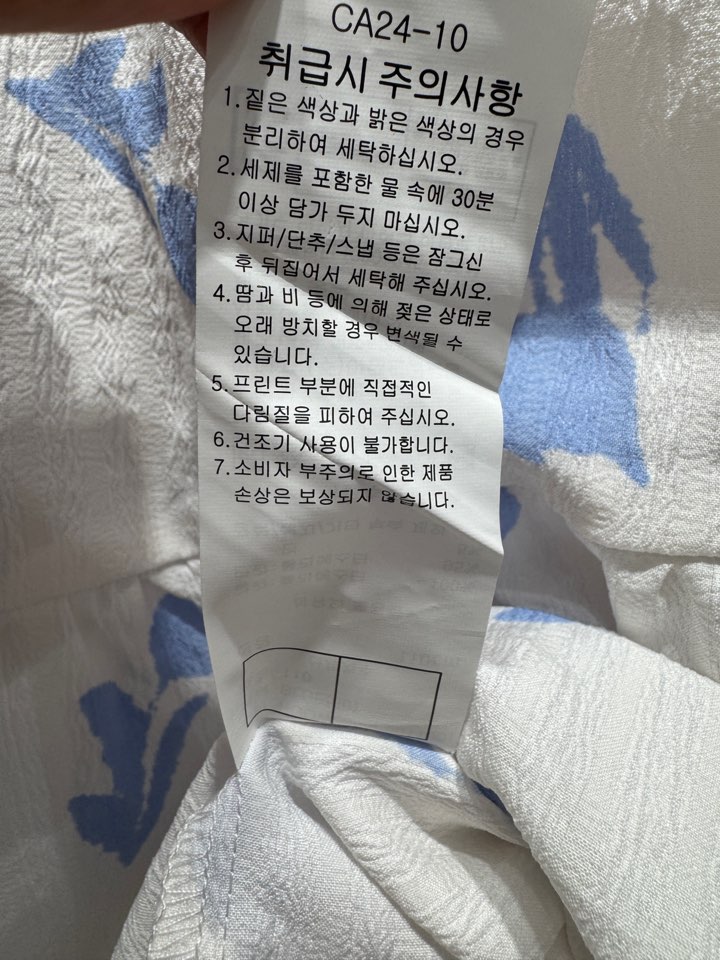 CA24-10
취급시 주의사항
1. 짙은 색상과 밝은 색상의 경우
분리하여 세탁하십시오.
2. 세제를 포함한 물 속에 30분
이상 담가 두지 마십시오.
3. 지퍼/단추/스냅 등은 잠그신
후 뒤집어서 세탁해 주십시오.
4. 땀과 비 등에 의해 젖은 상태로
오래 방치할 경우 변색될 수
있습니다.
5. 프린트 부분에 직접적인
다림질을 피하여 주십시오.
6. 건조기 사용이 불가합니다.
7. 소비자 부주의로 인한 제품
손상은 보상되지 않습니다.